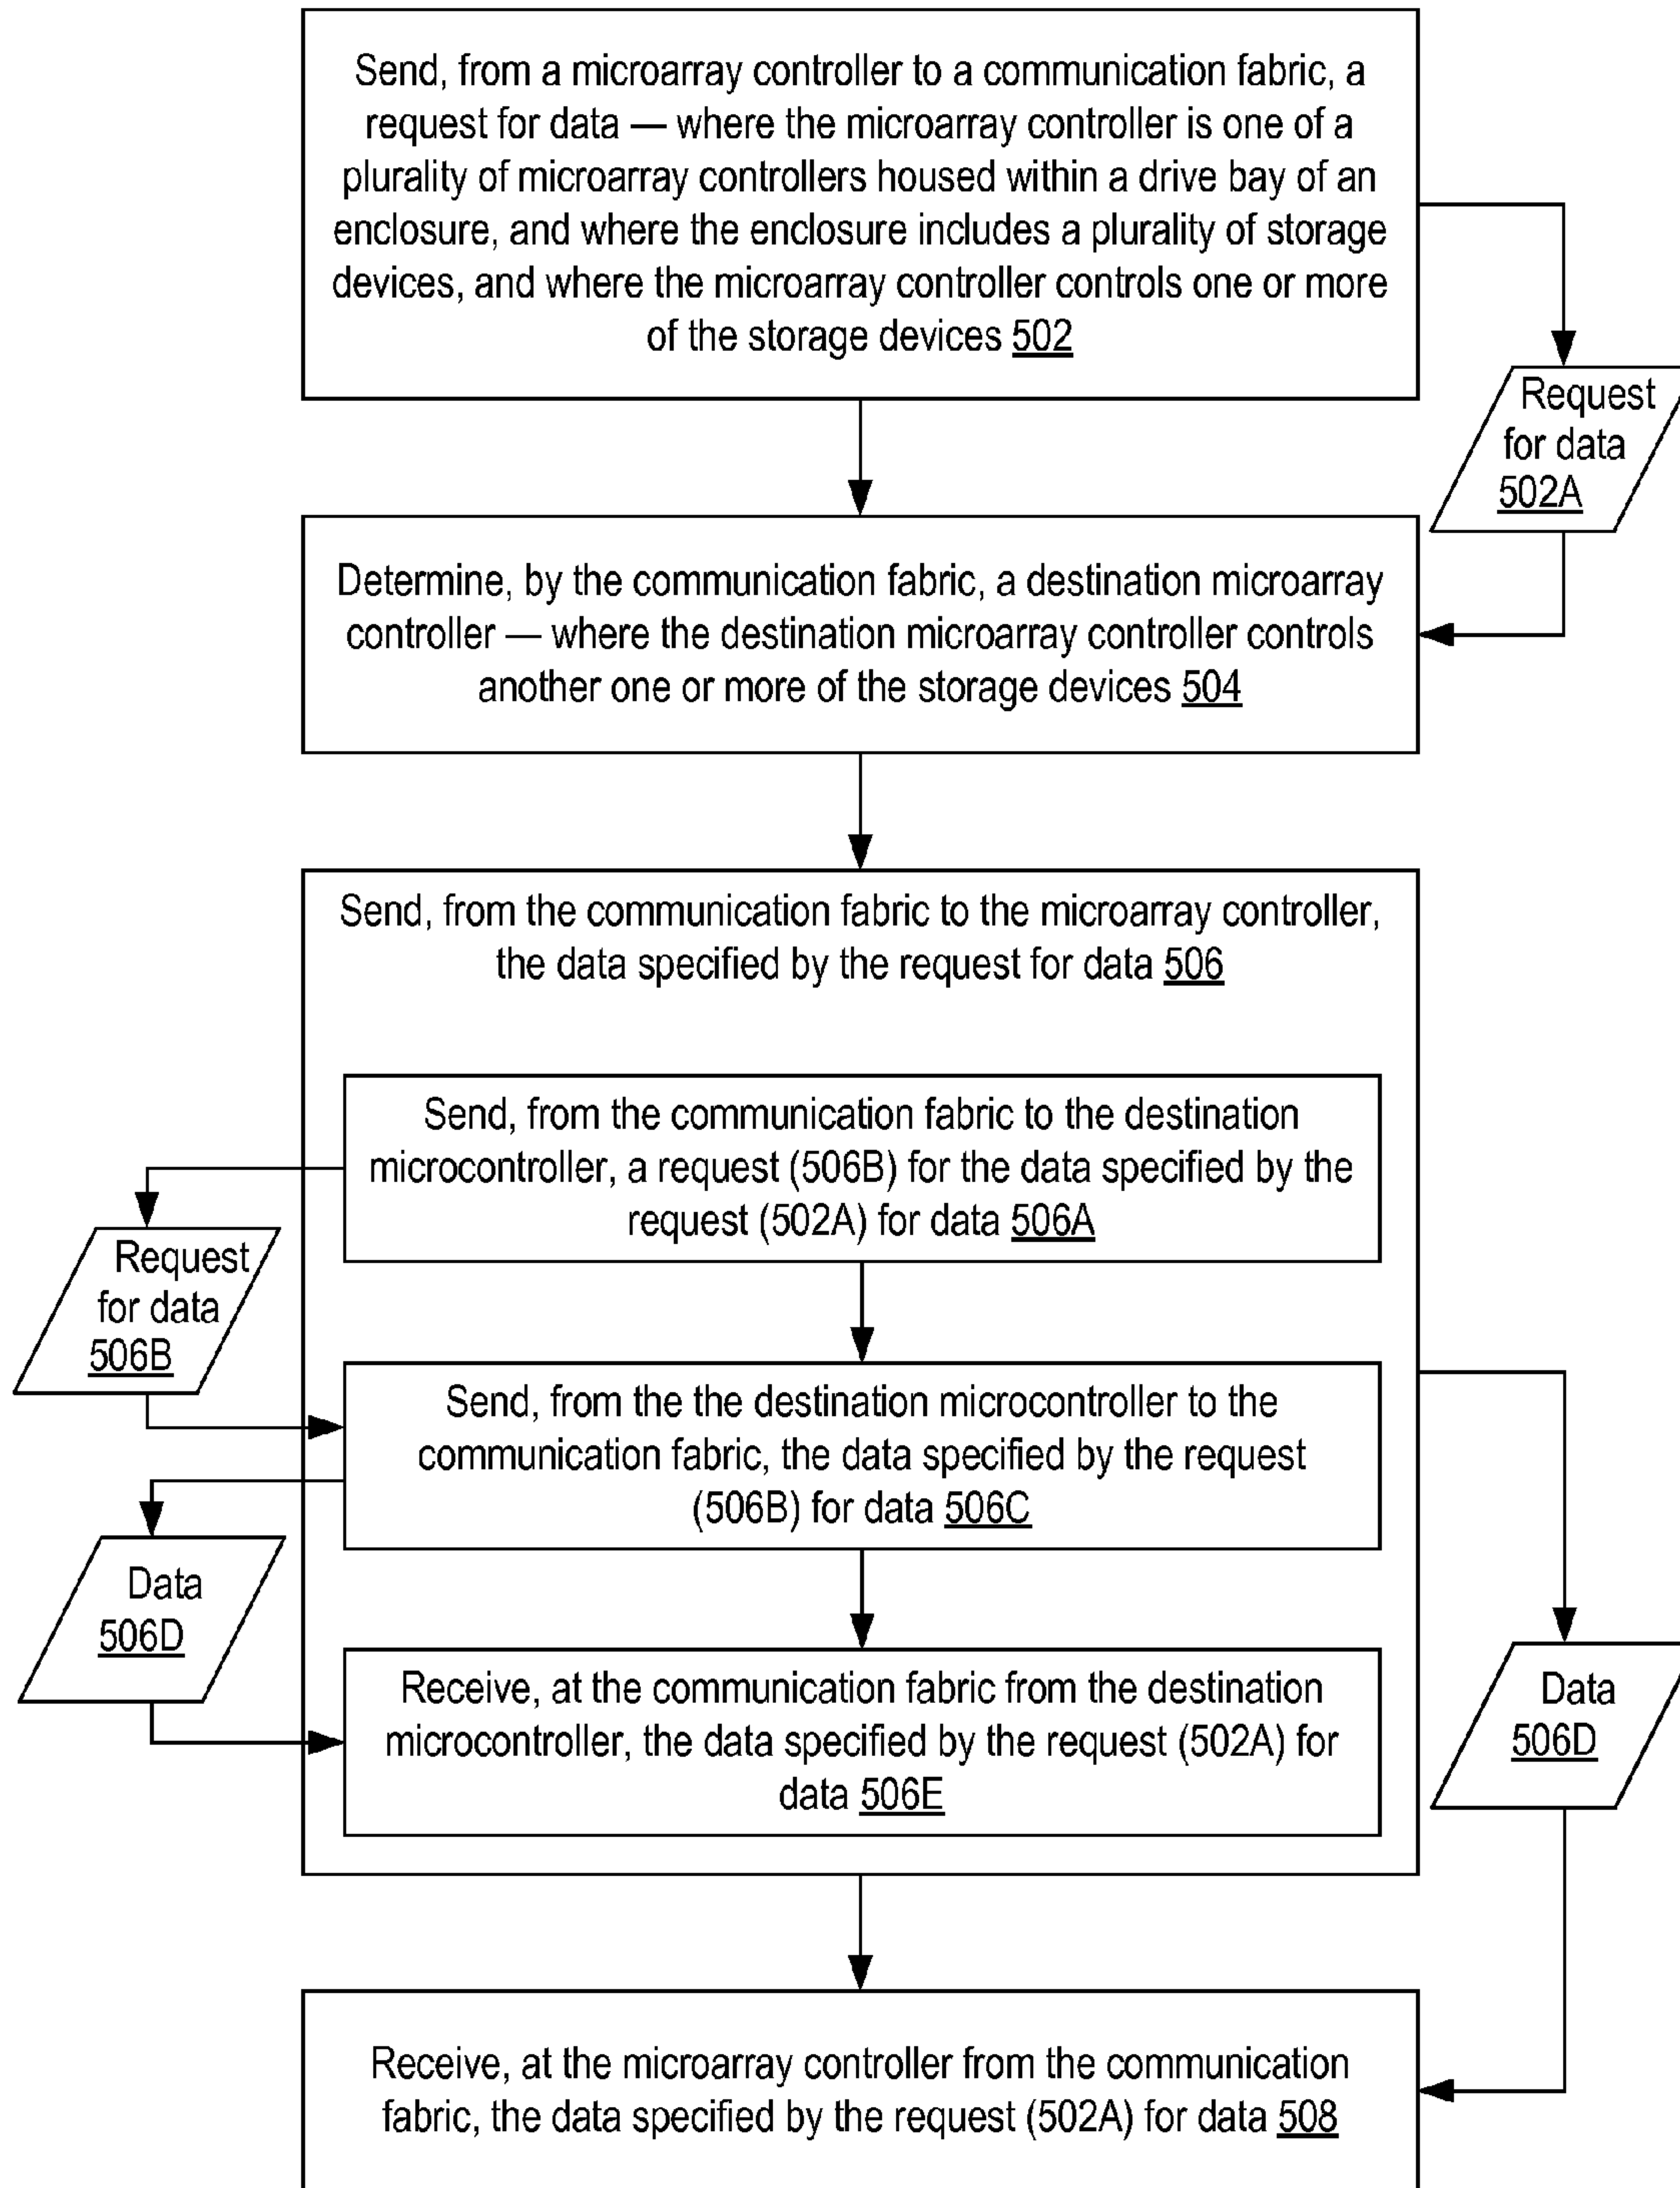 Send, from a microarray controller to a communication fabric, a
request for data — where the microarray controller is one of a
plurality of microarray controllers housed within a drive bay of an
enclosure, and where the enclosure includes a plurality of storage
devices, and where the microarray controller controls one or more
of the storage devices 502
Request
for data
502A
Determine, by the communication fabric, a destination microarray
controller — where the destination microarray controller controls
another one or more of the storage devices 504
Send, from the communication fabric to the microarray controller,
the data specified by the request for data 506
Send, from the communication fabric to the destination
microcontroller, a request (506B) for the data specified by the
request (502A) for data 506A
Request
for data
506B
Send, from the the destination microcontroller to the
communication fabric, the data specified by the request
(506B) for data 506C
Data
506D
Receive, at the communication fabric from the destination
microcontroller, the data specified by the request (502A) for
data 506E
Data
506D
Receive, at the microarray controller from the communication
fabric, the data specified by the request (502A) for data 508